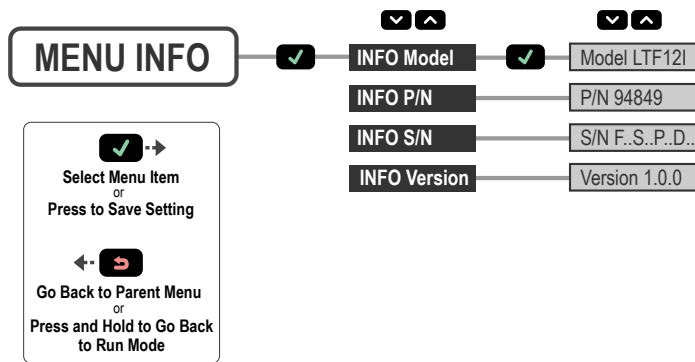 MENU INFO
INFO Model
Model LTF12I
INFO P/N
P/N 94849
INFO S/N
S/N F..S..P..D..
INFO Version
Version 1.0.0
Select Menu Item
or
Press to Save Setting
Go Back to Parent Menu
or
Press and Hold to Go Back
to Run Mode